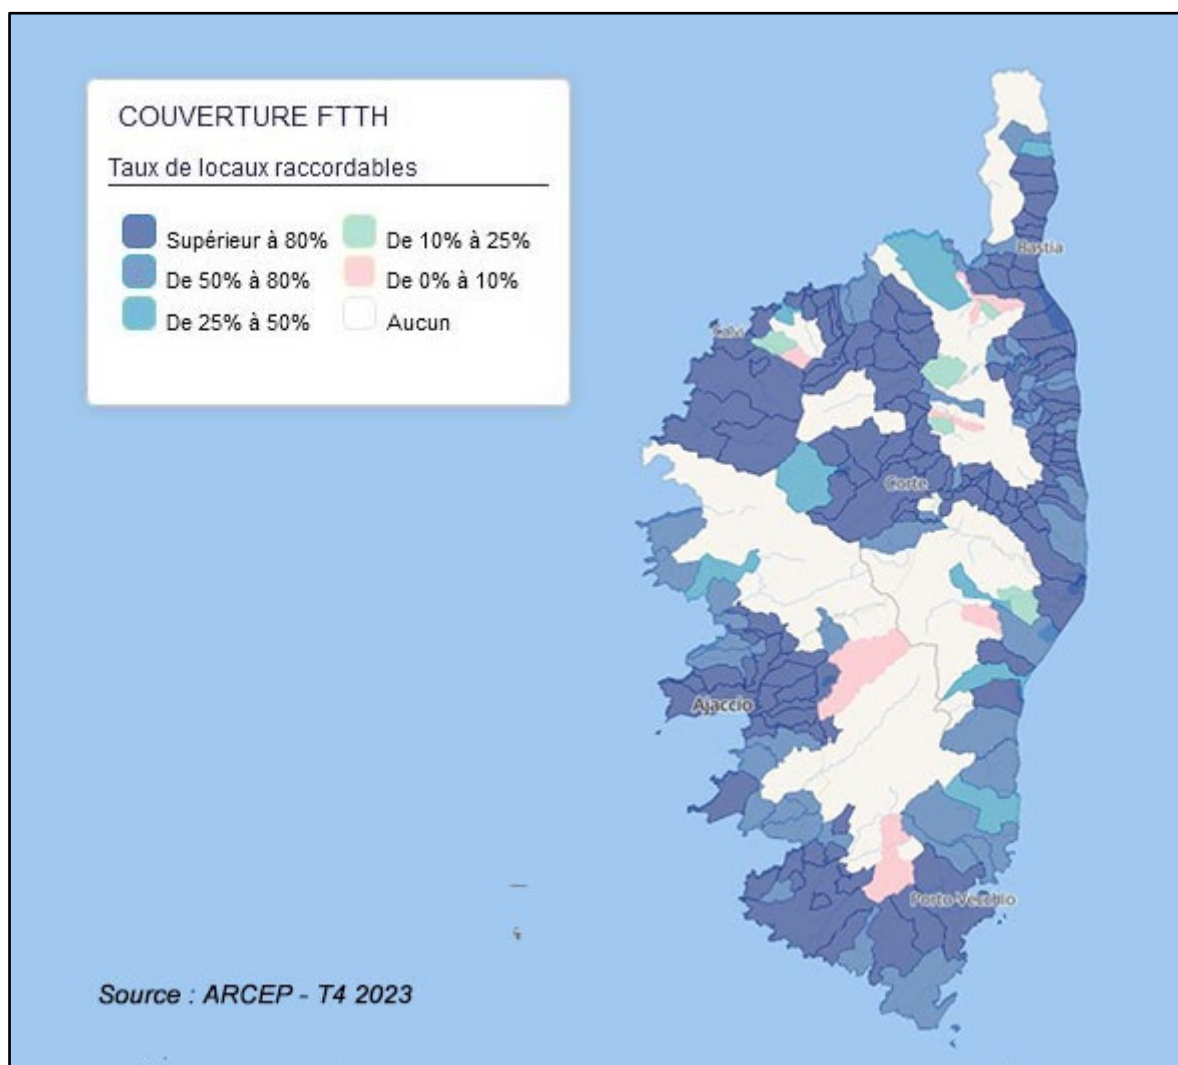 COUVERTURE FTTH
Taux de locaux raccordables
Supérieur à 80%
De 10% à 25%
De 50% à 80%
De 0% à 10%
De 25% à 50%
Aucun
Bastia
Calvi
Corte
Ajaccio
Porto-Vecchio
Source : ARCEP - T4 2023